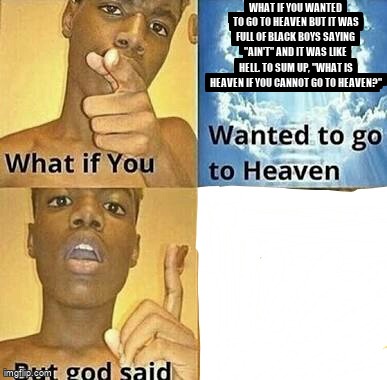 WHAT IF YOU WANTED
TO GO TO HEAVEN BUT IT WAS
FULL OF BLACK BOYS SAYING
"AIN'T" AND IT WAS LIKE
HELL. TO SUM UP, "WHAT IS
HEAVEN IF YOU CANNOT GO TO HEAVEN?"
What if You
Wanted to go
to Heaven
But god said
imgflip.com